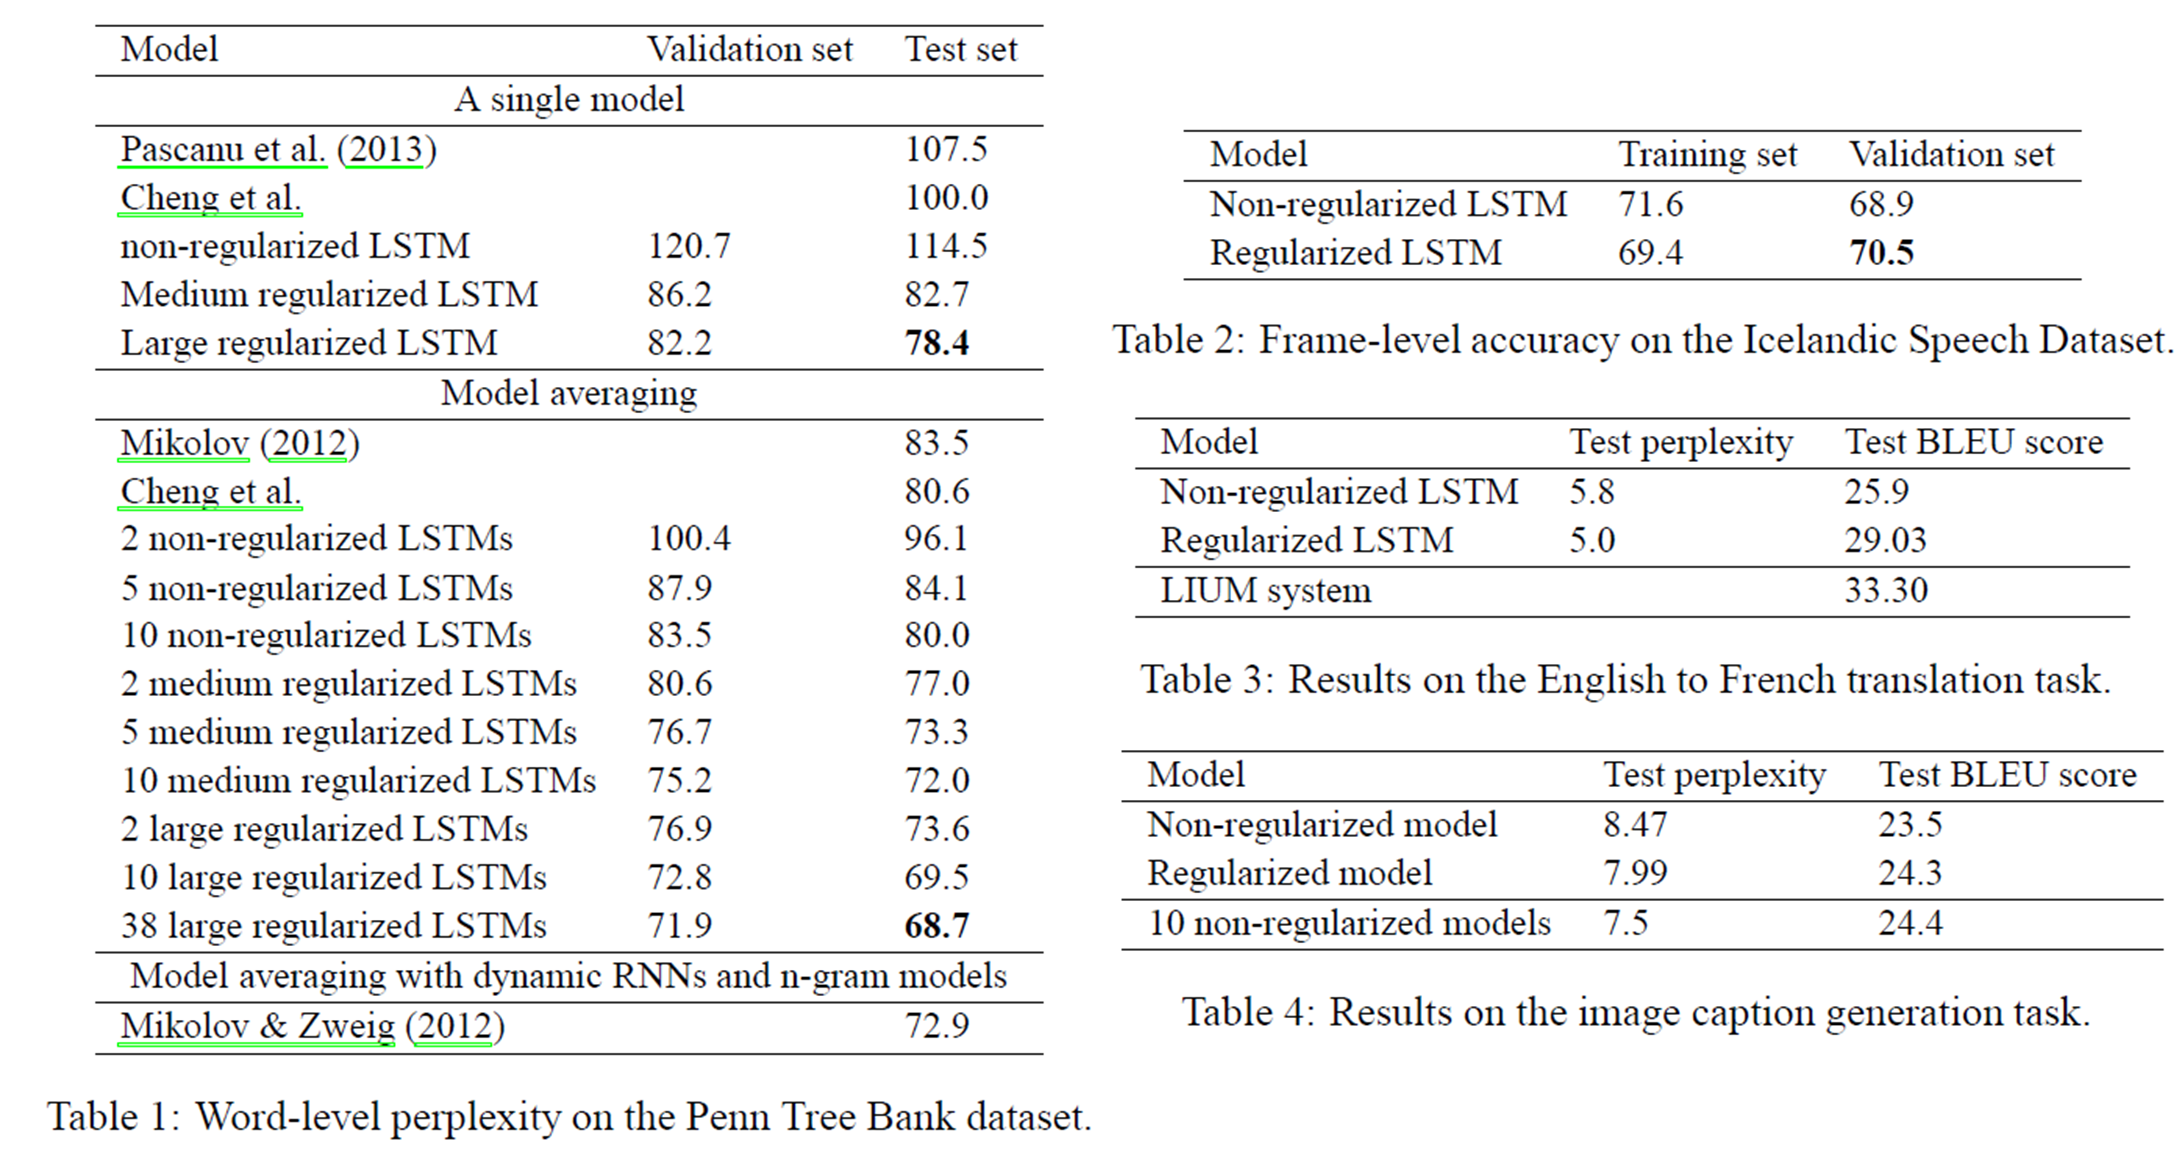 Model Validation set Test set
A single model
Pascanu et al. (2013) 107.5
Cheng et al. 100.0
non-regularized LSTM 120.7 114.5
Medium regularized LSTM 86.2 82.7
Large regularized LSTM 82.2 78.4
Model averaging
Mikolov (2012) 83.5
Cheng et al. 80.6
2 non-regularized LSTMs 100.4 96.1
5 non-regularized LSTMs 87.9 84.1
10 non-regularized LSTMs 83.5 80.0
2 medium regularized LSTMs 80.6 77.0
5 medium regularized LSTMs 76.7 73.3
10 medium regularized LSTMs 75.2 72.0
2 large regularized LSTMs 76.9 73.6
10 large regularized LSTMs 72.8 69.5
38 large regularized LSTMs 71.9 68.7
Model averaging with dynamic RNNs and n-gram models
Mikolov & Zweig (2012) 72.9
Table 1: Word-level perplexity on the Penn Tree Bank dataset.
Model Training set Validation set
Non-regularized LSTM 71.6 68.9
Regularized LSTM 69.4 70.5
Table 2: Frame-level accuracy on the Icelandic Speech Dataset.
Model Test perplexity Test BLEU score
Non-regularized LSTM 5.8 25.9
Regularized LSTM 5.0 29.03
LIUM system 33.30
Table 3: Results on the English to French translation task.
Model Test perplexity Test BLEU score
Non-regularized model 8.47 23.5
Regularized model 7.99 24.3
10 non-regularized models 7.5 24.4
Table 4: Results on the image caption generation task.